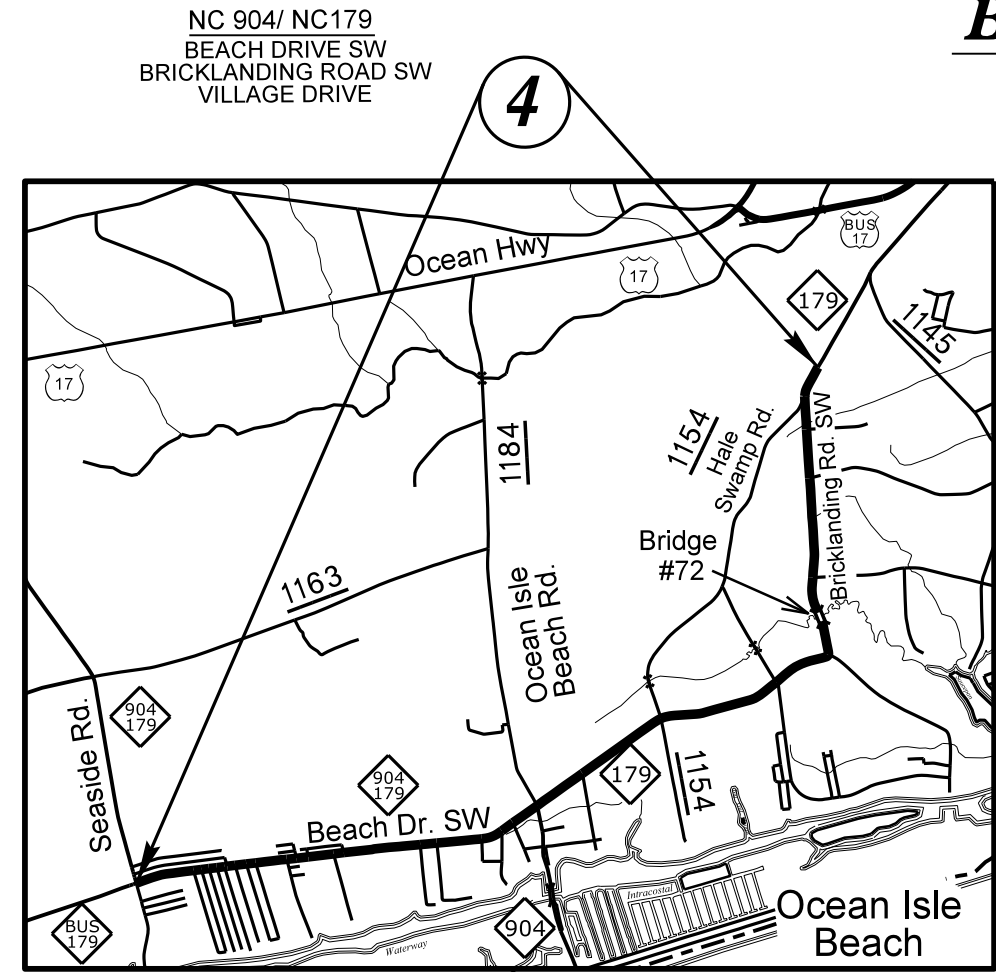 NC 904/ NC179
BEACH DRIVE SW
BRICKLANDING ROAD SW
VILLAGE DRIVE
B
4
Ocean Hwy
BUS
17
17
179
1145
17
1154
Hale
Swamp Rd.
1184
Bricklanding Rd. SW
Bridge
#72
1163
Ocean Isle
Beach Rd.
904
179
Seaside Rd.
904
179
179
1154
Beach Dr. SW
Intracostal
Ocean Isle
Beach
BUS
179
904
Waterway